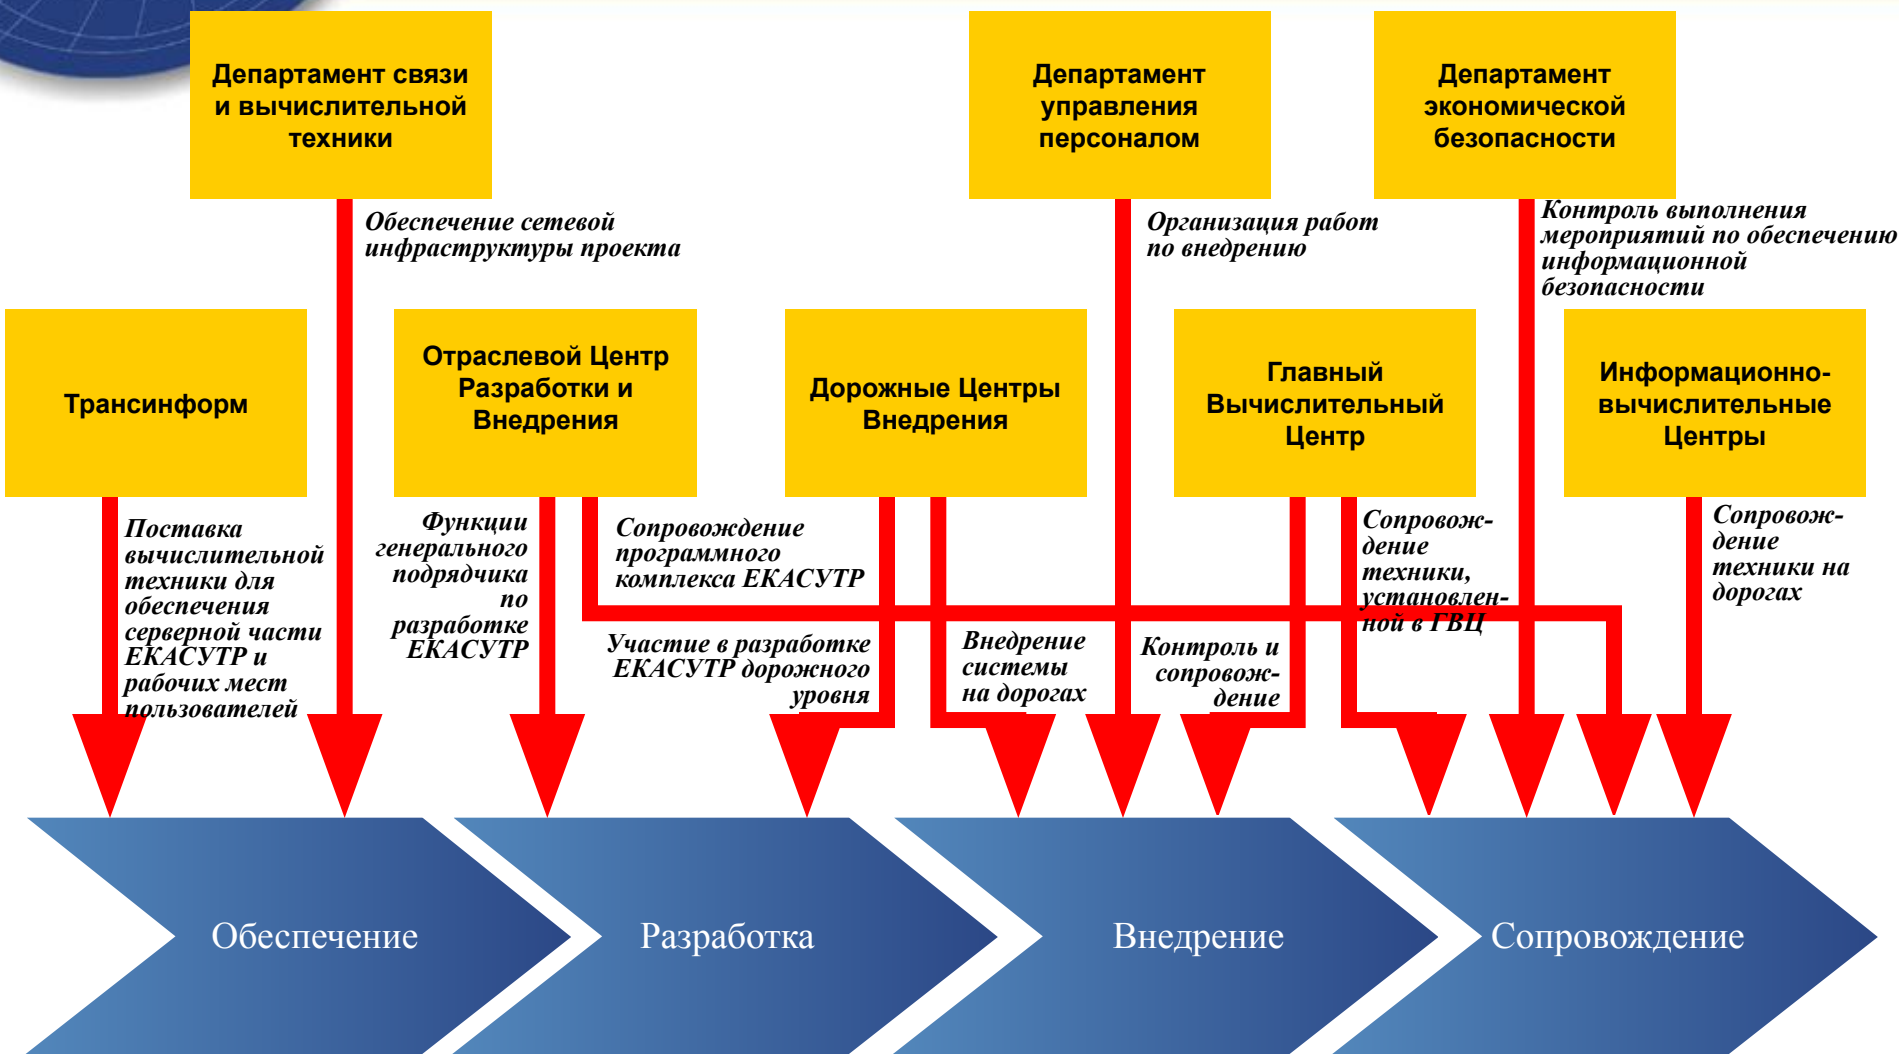 Департамент связи
и вычислительной
техники
Департамент
управления
персоналом
Департамент
экономической
безопасности
Обеспечение сетевой
инфраструктуры проекта
Организация работ
по внедрению
Контроль выполнения
мероприятий по обеспечению
информационной
безопасности
Трансинформ
Отраслевой Центр
Разработки и
Внедрения
Дорожные Центры
Внедрения
Главный
Вычислительный
Центр
Информационно-
вычислительные
Центры
Поставка
вычислительной
техники для
обеспечения
серверной части
ЕКАСУТР и
рабочих мест
пользователей
Функции
генерального
подрядчика
по
разработке
ЕКАСУТР
Сопровождение
программного
комплекса ЕКАСУТР
Участие в разработке
ЕКАСУТР дорожного
уровня
Внедрение
системы
на дорогах
Контроль и
сопровож-
дение
Сопровож-
дение
техники,
установлен-
ной в ГВЦ
Сопровож-
дение
техники на
дорогах
Обеспечение
Разработка
Внедрение
Сопровождение